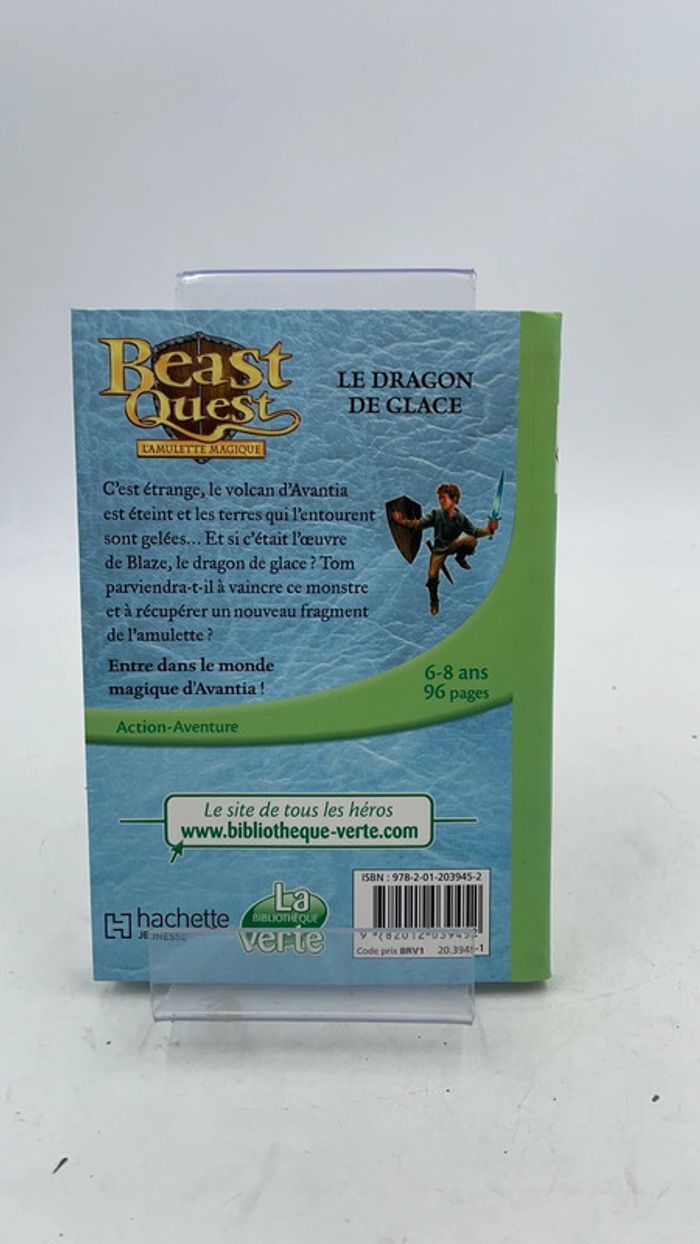 Beast
Quest
L'AMULETTE MAGIQUE
LE DRAGON
DE GLACE
C'est étrange, le volcan d'Avantia
est éteint et les terres qui l'entourent
sont gelées... Et si c'était l'œuvre
de Blaze, le dragon de glace ? Tom
parviendra-t-il à vaincre ce monstre
et à récupérer un nouveau fragment
de l'amulette ?
Entre dans le monde
magique d'Avantia !
6-8 ans
96 pages
Action-Aventure
Le site de tous les héros
www.bibliotheque-verte.com
hachette
JEUNESSE
La
BIBLIOTHÈQUE
verte
ISBN : 978-2-01-203945-2
Code prix BRV1